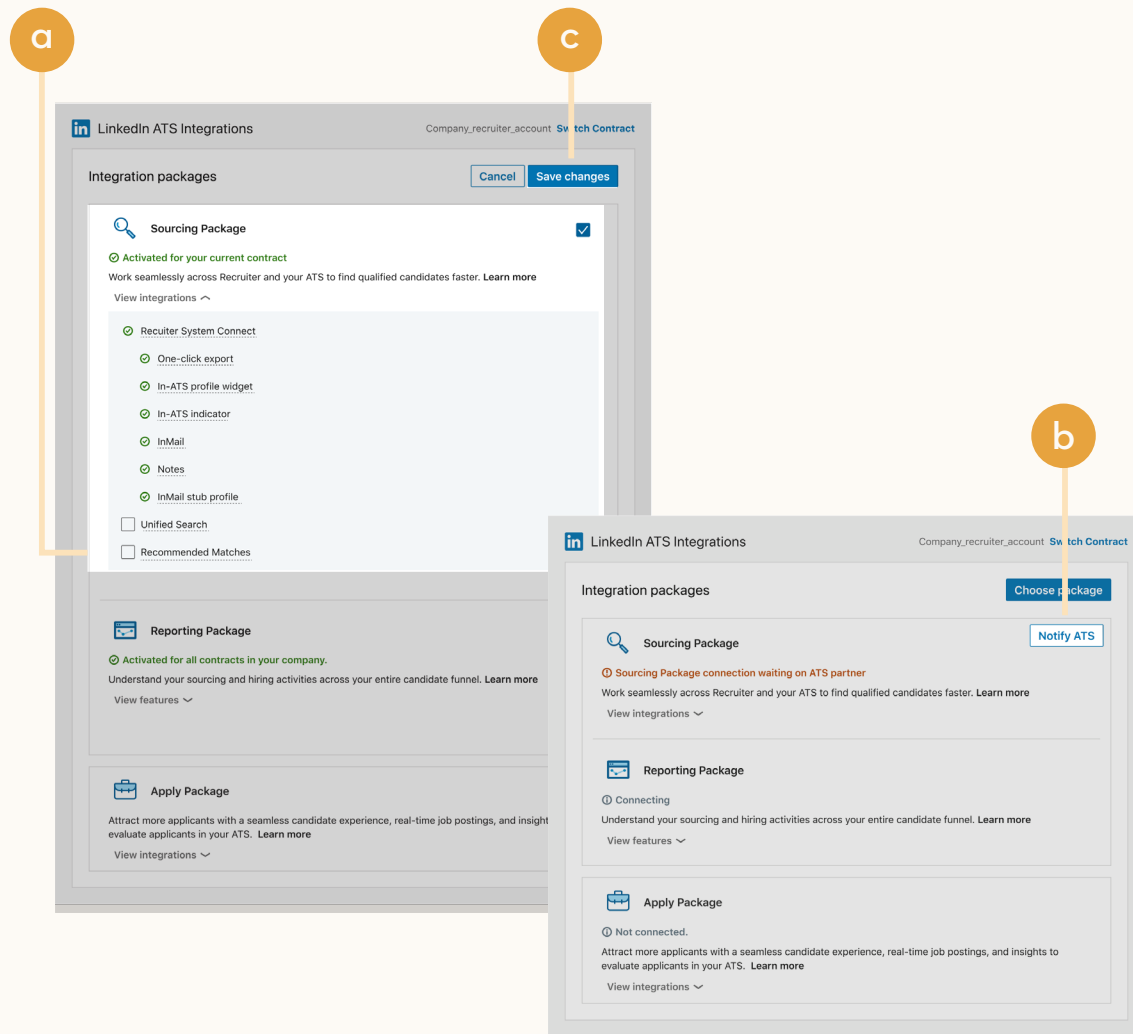 a
c
in LinkedIn ATS Integrations
Company_recruiter_account Switch Contract
Integration packages
Cancel
Save changes
Sourcing Package
Activated for your current contract
Work seamlessly across Recruiter and your ATS to find qualified candidates faster. Learn more
View integrations
Recuiter System Connect
One-click export
In-ATS profile widget
In-ATS indicator
InMail
Notes
InMail stub profile
Unified Search
Recommended Matches
Reporting Package
Activated for all contracts in your company.
Understand your sourcing and hiring activities across your entire candidate funnel. Learn more
View features
Apply Package
Attract more applicants with a seamless candidate experience, real-time job postings, and insight
evaluate applicants in your ATS. Learn more
View integrations
b
in LinkedIn ATS Integrations
Company_recruiter_account Switch Contract
Integration packages
Choose package
Sourcing Package
Notify ATS
Sourcing Package connection waiting on ATS partner
Work seamlessly across Recruiter and your ATS to find qualified candidates faster. Learn more
View integrations
Reporting Package
Connecting
Understand your sourcing and hiring activities across your entire candidate funnel. Learn more
View features
Apply Package
Not connected.
Attract more applicants with a seamless candidate experience, real-time job postings, and insights to
evaluate applicants in your ATS. Learn more
View integrations